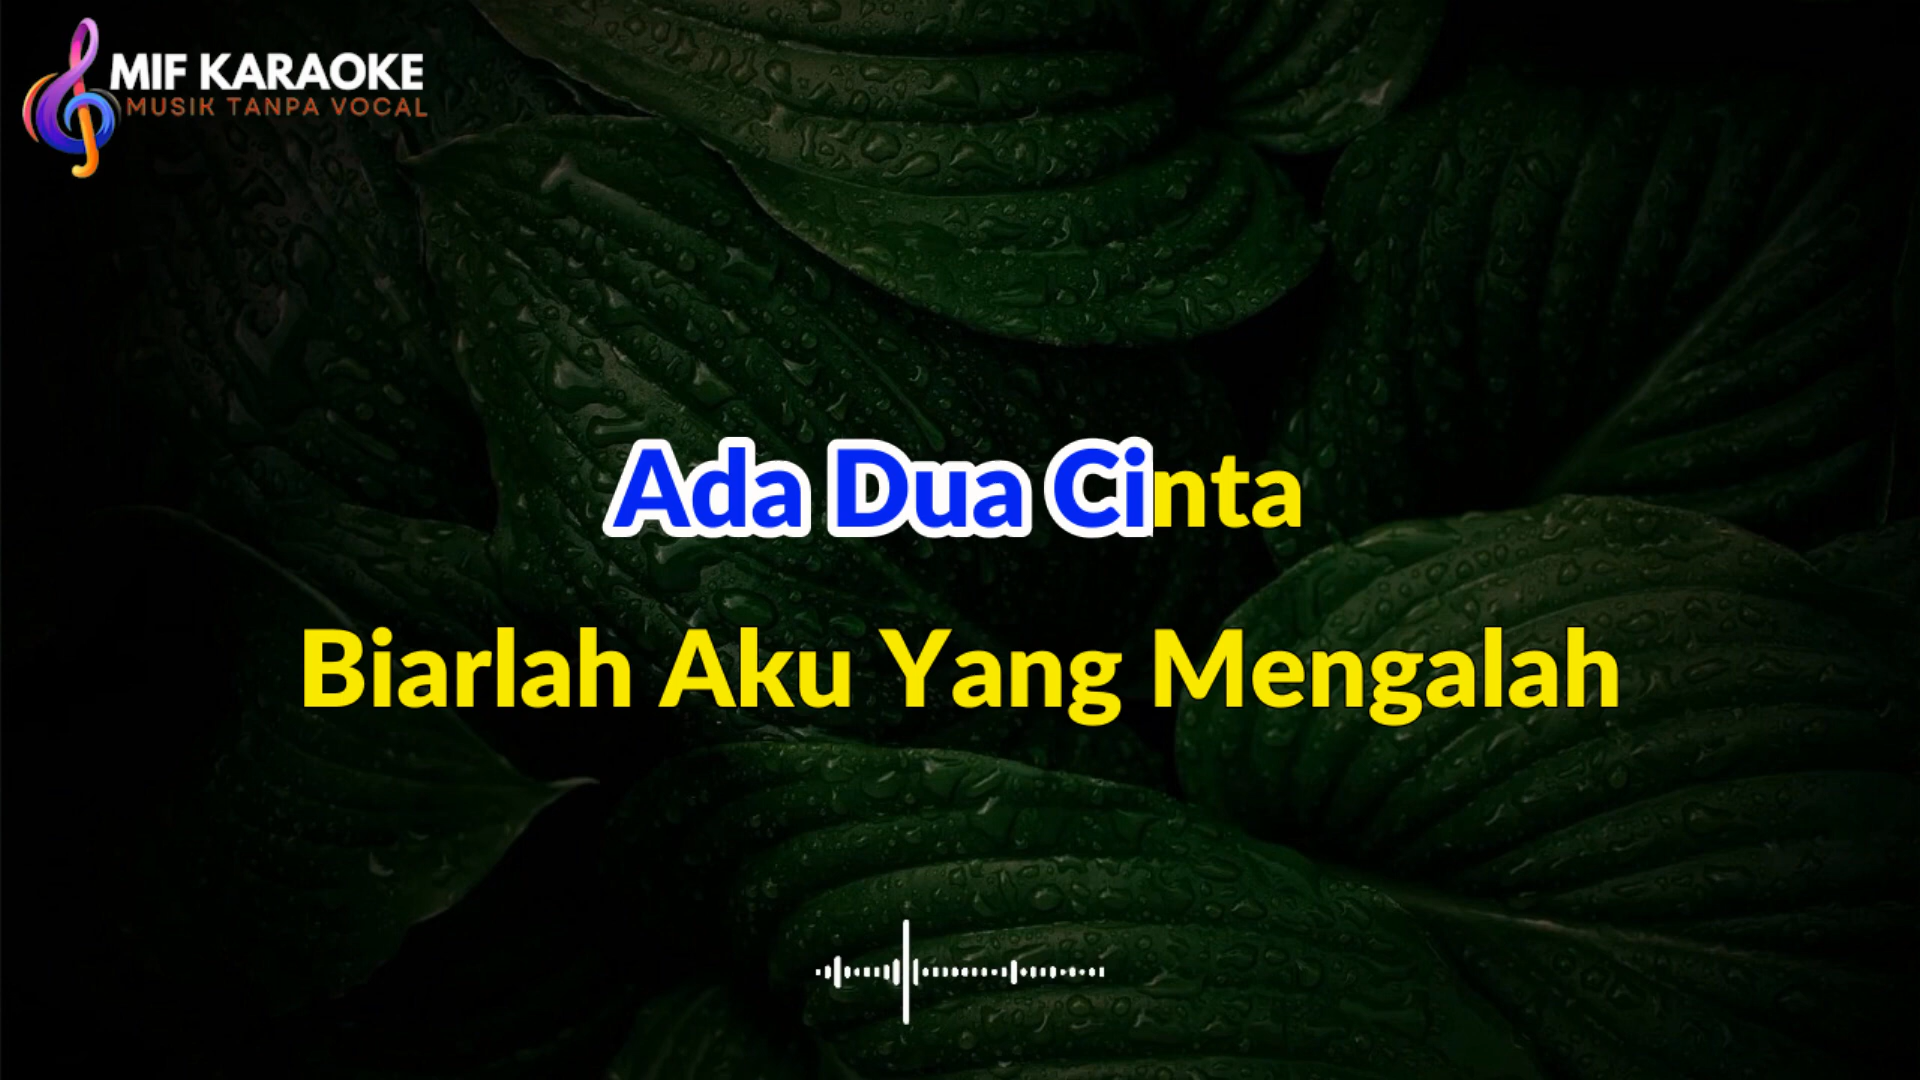 MIF KARAOKE
MUSIK TANPA VOCAL
Ada Dua Cinta
Biarlah Aku Yang Mengalah